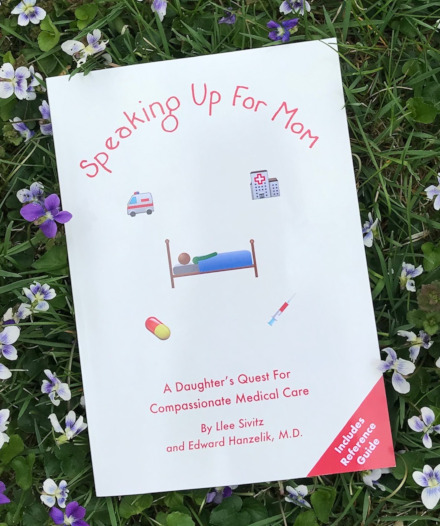 Speaking Up For Mom
A Daughter's Quest For
Compassionate Medical Care
By Llee Sivitz
and Edward Hanzelik, M.D.
Includes
Reference
Guide